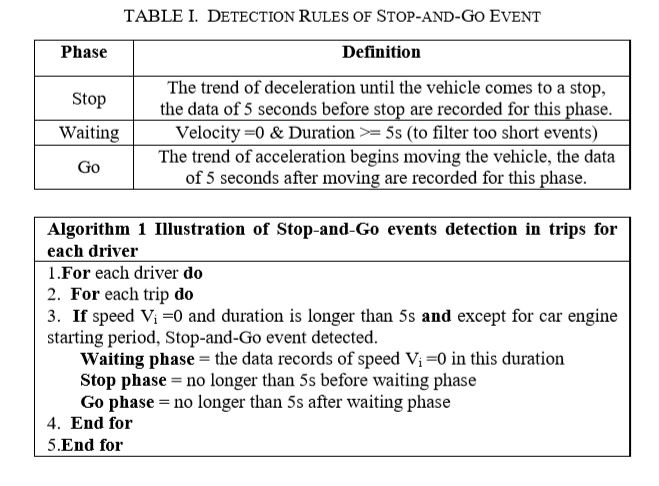 TABLE I. DETECTION RULES OF STOP-AND-GO EVENT
Phase Definition
Stop The trend of deceleration until the vehicle comes to a stop,
the data of 5 seconds before stop are recorded for this phase.
Waiting Velocity =0 & Duration >= 5s (to filter too short events)
Go The trend of acceleration begins moving the vehicle, the data
of 5 seconds after moving are recorded for this phase.
Algorithm 1 Illustration of Stop-and-Go events detection in trips for
each driver
1.For each driver do
2. For each trip do
3. If speed Vi =0 and duration is longer than 5s and except for car engine
starting period, Stop-and-Go event detected.
Waiting phase = the data records of speed Vi =0 in this duration
Stop phase = no longer than 5s before waiting phase
Go phase = no longer than 5s after waiting phase
4. End for
5.End for